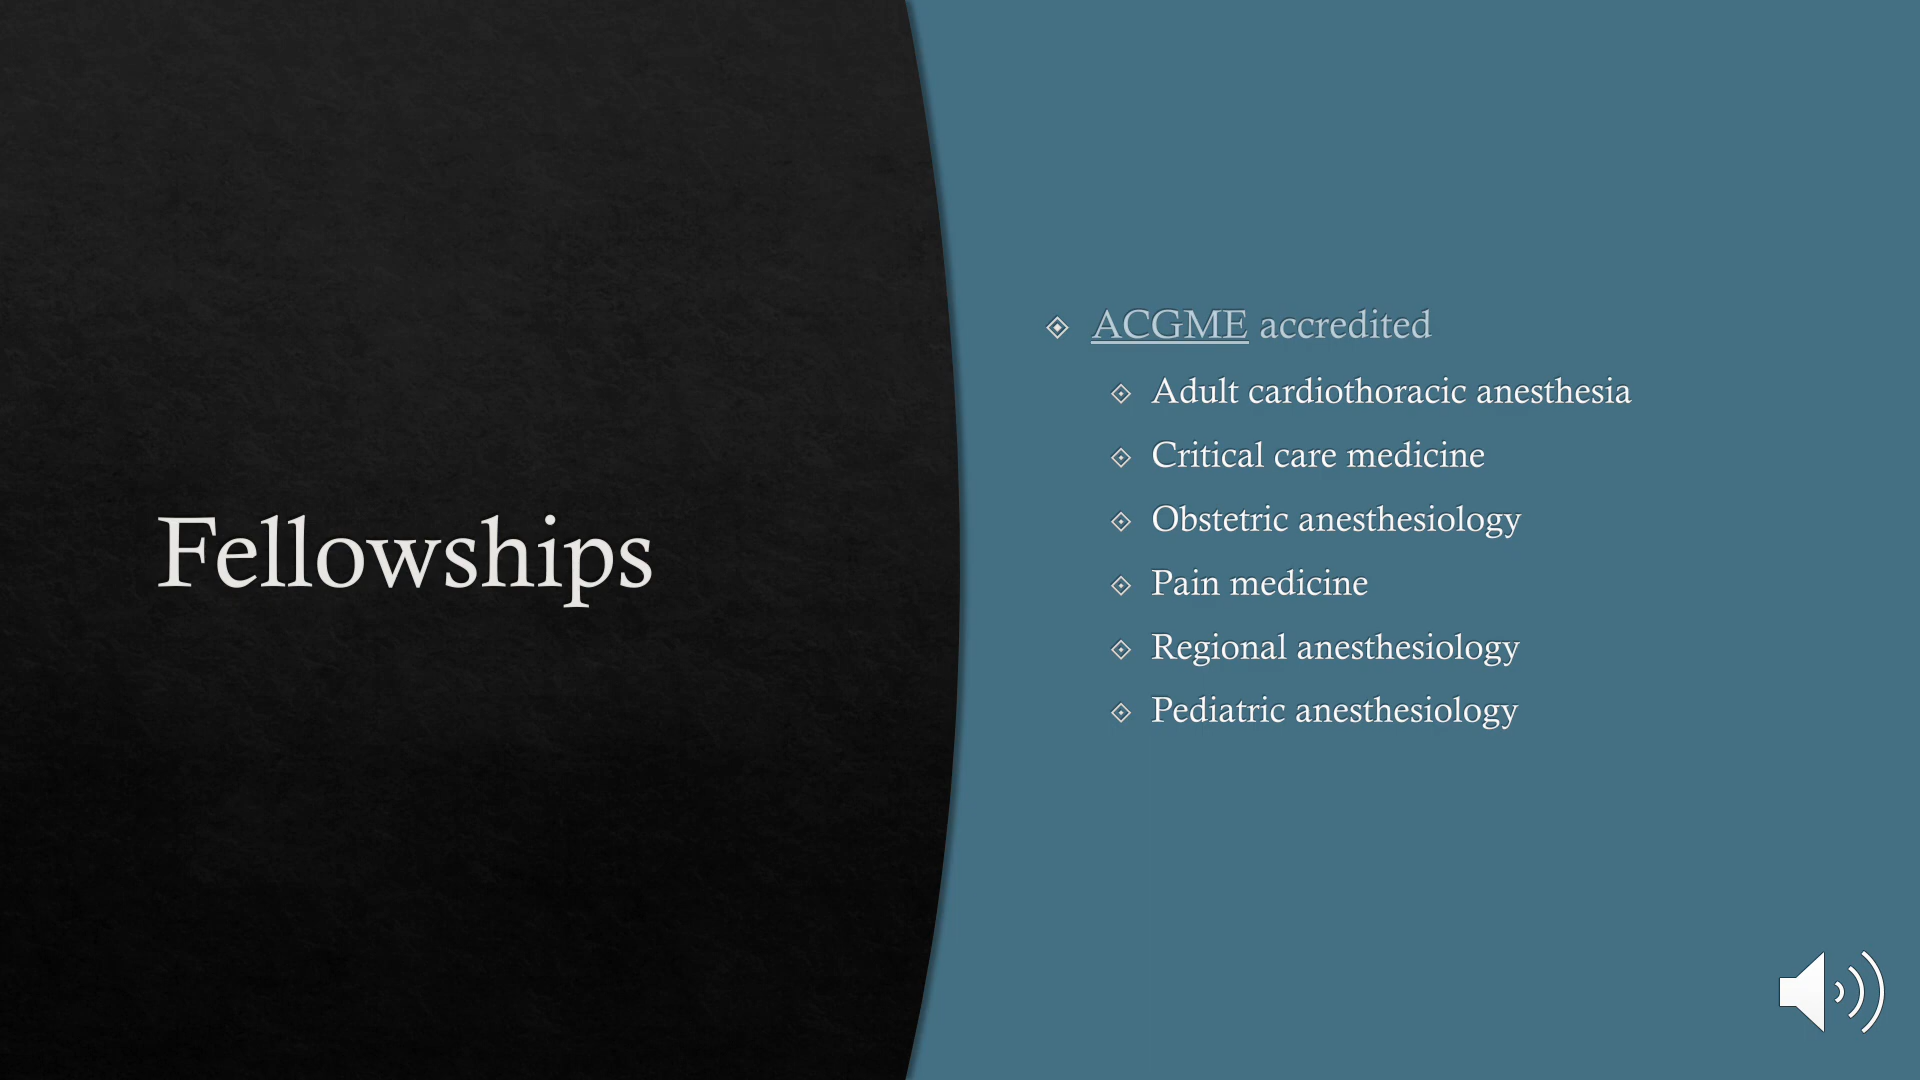 Fellowships
ACGME accredited
Adult cardiothoracic anesthesia
Critical care medicine
Obstetric anesthesiology
Pain medicine
Regional anesthesiology
Pediatric anesthesiology